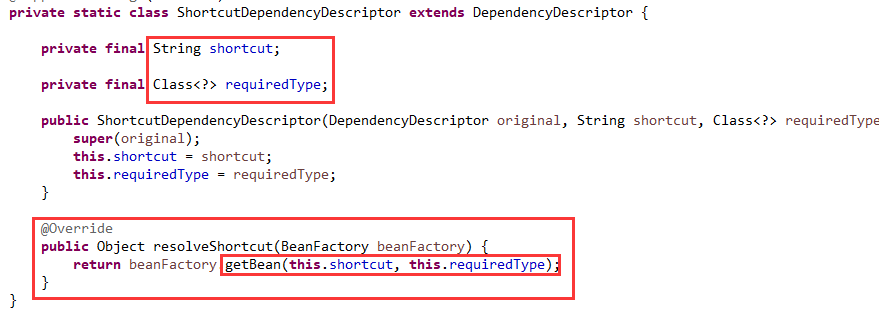 private static class ShortcutDependencyDescriptor extends DependencyDescriptor {
private final String shortcut;
private final Class<?> requiredType;
public ShortcutDependencyDescriptor(DependencyDescriptor original, String shortcut, Class<?> requiredType
super(original);
this.shortcut = shortcut;
this.requiredType = requiredType;
}
@Override
public Object resolveShortcut(BeanFactory beanFactory) {
return beanFactory getBean(this.shortcut, this.requiredType);
}
}